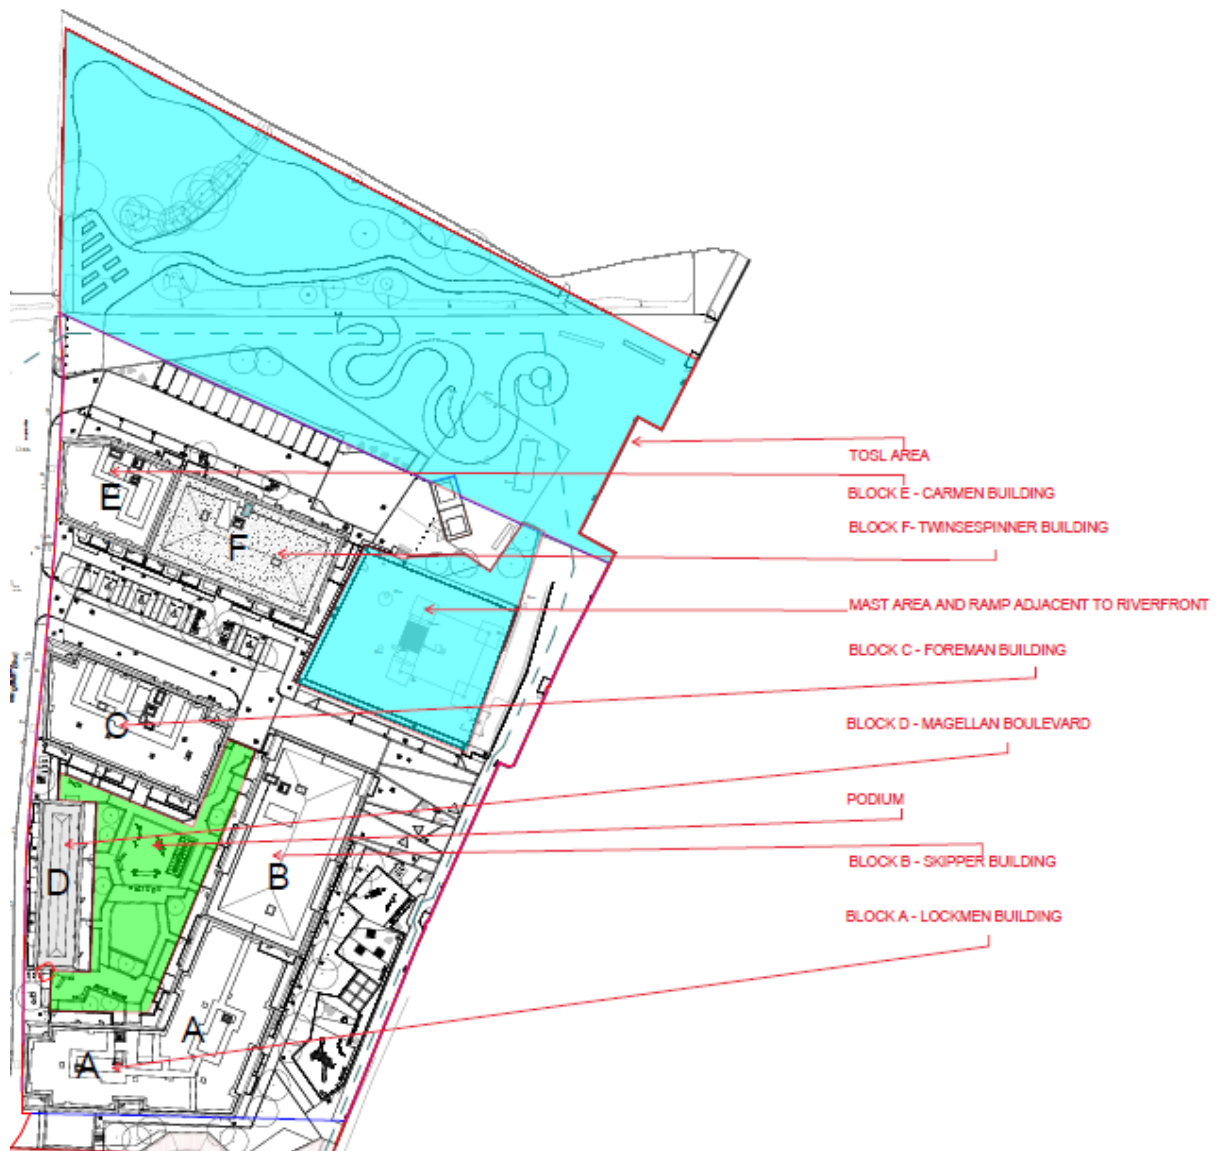 TOSL AREA
BLOCK E - CARMEN BUILDING
BLOCK F- TWINSESPINNER BUILDING
MAST AREA AND RAMP ADJACENT TO RIVERFRONT
BLOCK C - FOREMAN BUILDING
BLOCK D - MAGELLAN BOULEVARD
PODIUM
BLOCK B - SKIPPER BUILDING
BLOCK A - LOCKMEN BUILDING
E
F
C
D
B
A
A